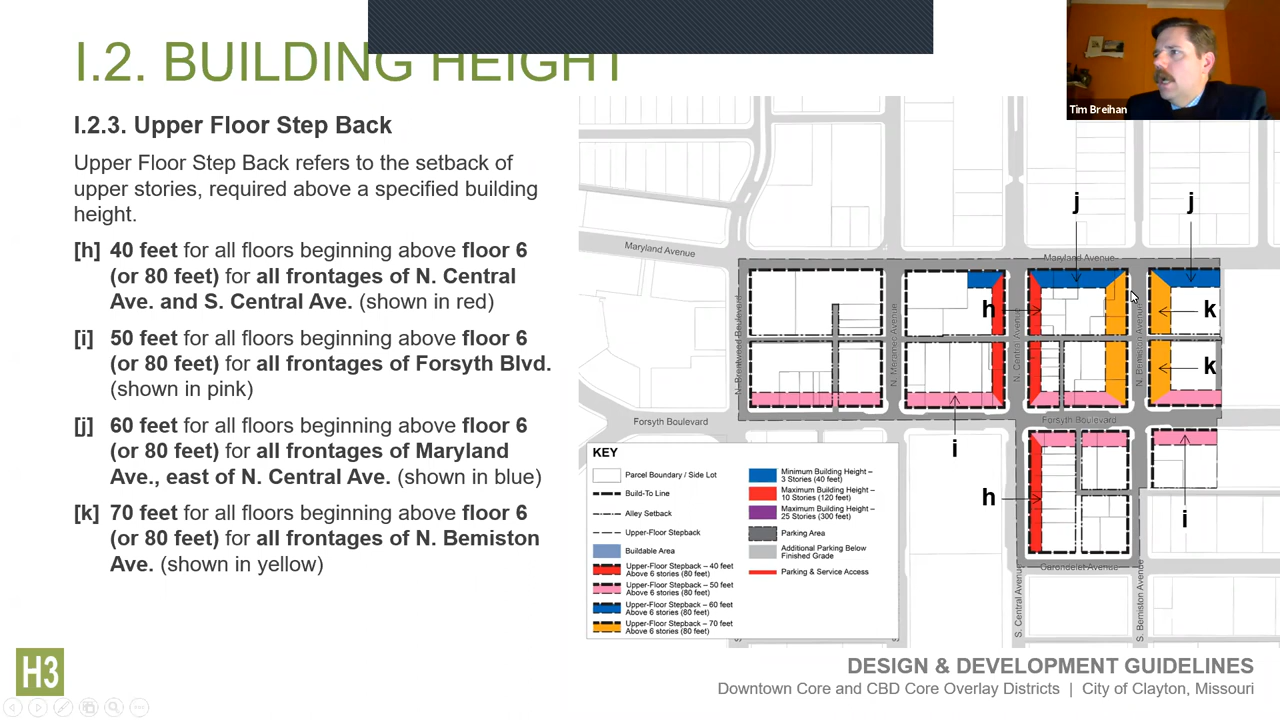 I.2. BUILDING HEIGHT
Tim Breihan
I.2.3. Upper Floor Step Back
Upper Floor Step Back refers to the setback of
upper stories, required above a specified building
height.
[h] 40 feet for all floors beginning above floor 6
(or 80 feet) for all frontages of N. Central
Ave. and S. Central Ave. (shown in red)
[i] 50 feet for all floors beginning above floor 6
(or 80 feet) for all frontages of Forsyth Blvd.
(shown in pink)
[j] 60 feet for all floors beginning above floor 6
(or 80 feet) for all frontages of Maryland
Ave., east of N. Central Ave. (shown in blue)
[k] 70 feet for all floors beginning above floor 6
(or 80 feet) for all frontages of N. Bemiston
Ave. (shown in yellow)
j
j
Maryland Avenue
Maryland Avenue
h
k
N. Brentwood Boulevard
N. Meramec Avenue
N. Central Avenue
N. Bemiston Avenue
k
Forsyth Boulevard
Forsyth Boulevard
i
h
i
Carondelet Avenue
S. Central Avenue
S. Bemiston Avenue
KEY
Parcel Boundary / Side Lot
Build-To Line
Alley Setback
Upper-Floor Stepback
Buildable Area
Upper-Floor Stepback – 40 feet
Above 6 stories (80 feet)
Upper-Floor Stepback – 50 feet
Above 6 stories (80 feet)
Upper-Floor Stepback – 60 feet
Above 6 stories (80 feet)
Upper-Floor Stepback – 70 feet
Above 6 stories (80 feet)
Minimum Building Height –
3 Stories (40 feet)
Maximum Building Height –
10 Stories (120 feet)
Maximum Building Height –
25 Stories (300 feet)
Parking Area
Additional Parking Below
Finished Grade
Parking & Service Access
H3
DESIGN & DEVELOPMENT GUIDELINES
Downtown Core and CBD Core Overlay Districts | City of Clayton, Missouri